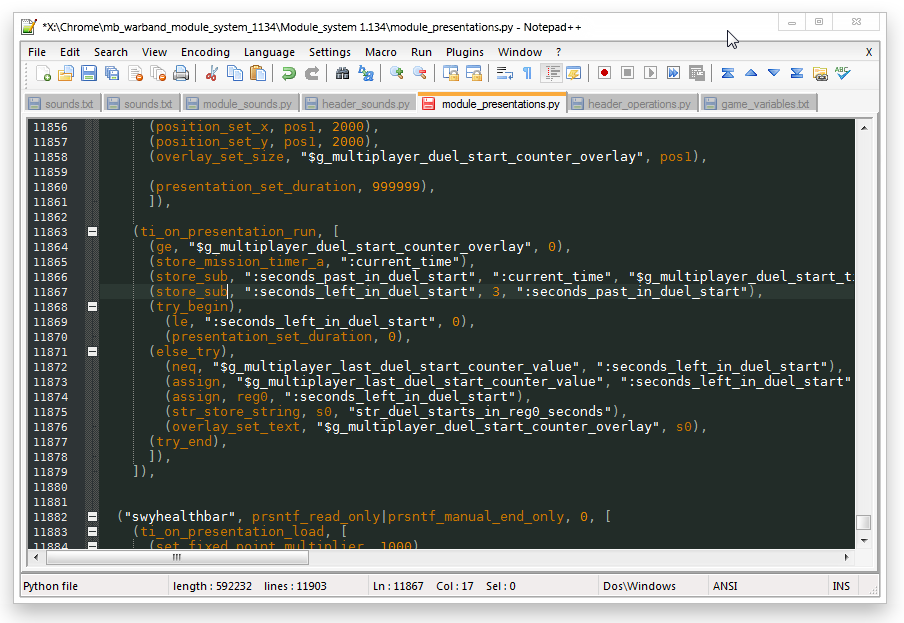 *X:\Chrome\mb_warband_module_system_1134\Module_system 1.134\module_presentations.py - Notepad++
File Edit Search View Encoding Language Settings Macro Run Plugins Window ? X
sounds.txt sounds.txt module_sounds.py header_sounds.py module_presentations.py header_operations.py game_variables.txt
11856 (position_set_x, pos1, 2000),
11857 (position_set_y, pos1, 2000),
11858 (overlay_set_size, "$g_multiplayer_duel_start_counter_overlay", pos1),
11859
11860 (presentation_set_duration, 999999),
11861 ]),
11862
11863 (ti_on_presentation_run, [
11864 (ge, "$g_multiplayer_duel_start_counter_overlay", 0),
11865 (store_mission_timer_a, ":current_time"),
11866 (store_sub, ":seconds_past_in_duel_start", ":current_time", "$g_multiplayer_duel_start_t
11867 (store_sub, ":seconds_left_in_duel_start", 3, ":seconds_past_in_duel_start"),
11868 (try_begin),
11869 (le, ":seconds_left_in_duel_start", 0),
11870 (presentation_set_duration, 0),
11871 (else_try),
11872 (neq, "$g_multiplayer_last_duel_start_counter_value", ":seconds_left_in_duel_start"),
11873 (assign, "$g_multiplayer_last_duel_start_counter_value", ":seconds_left_in_duel_start"
11874 (assign, reg0, ":seconds_left_in_duel_start"),
11875 (str_store_string, s0, "str_duel_starts_in_reg0_seconds"),
11876 (overlay_set_text, "$g_multiplayer_duel_start_counter_overlay", s0),
11877 (try_end),
11878 ]),
11879 ]),
11880
11881
11882 ("swyhealthbar", prsntf_read_only|prsntf_manual_end_only, 0, [
11883 (ti_on_presentation_load, [
11884 (set_fixed_point_multiplier, 1000)
Python file length : 592232 lines : 11903 Ln : 11867 Col : 17 Sel : 0 Dos\Windows ANSI INS